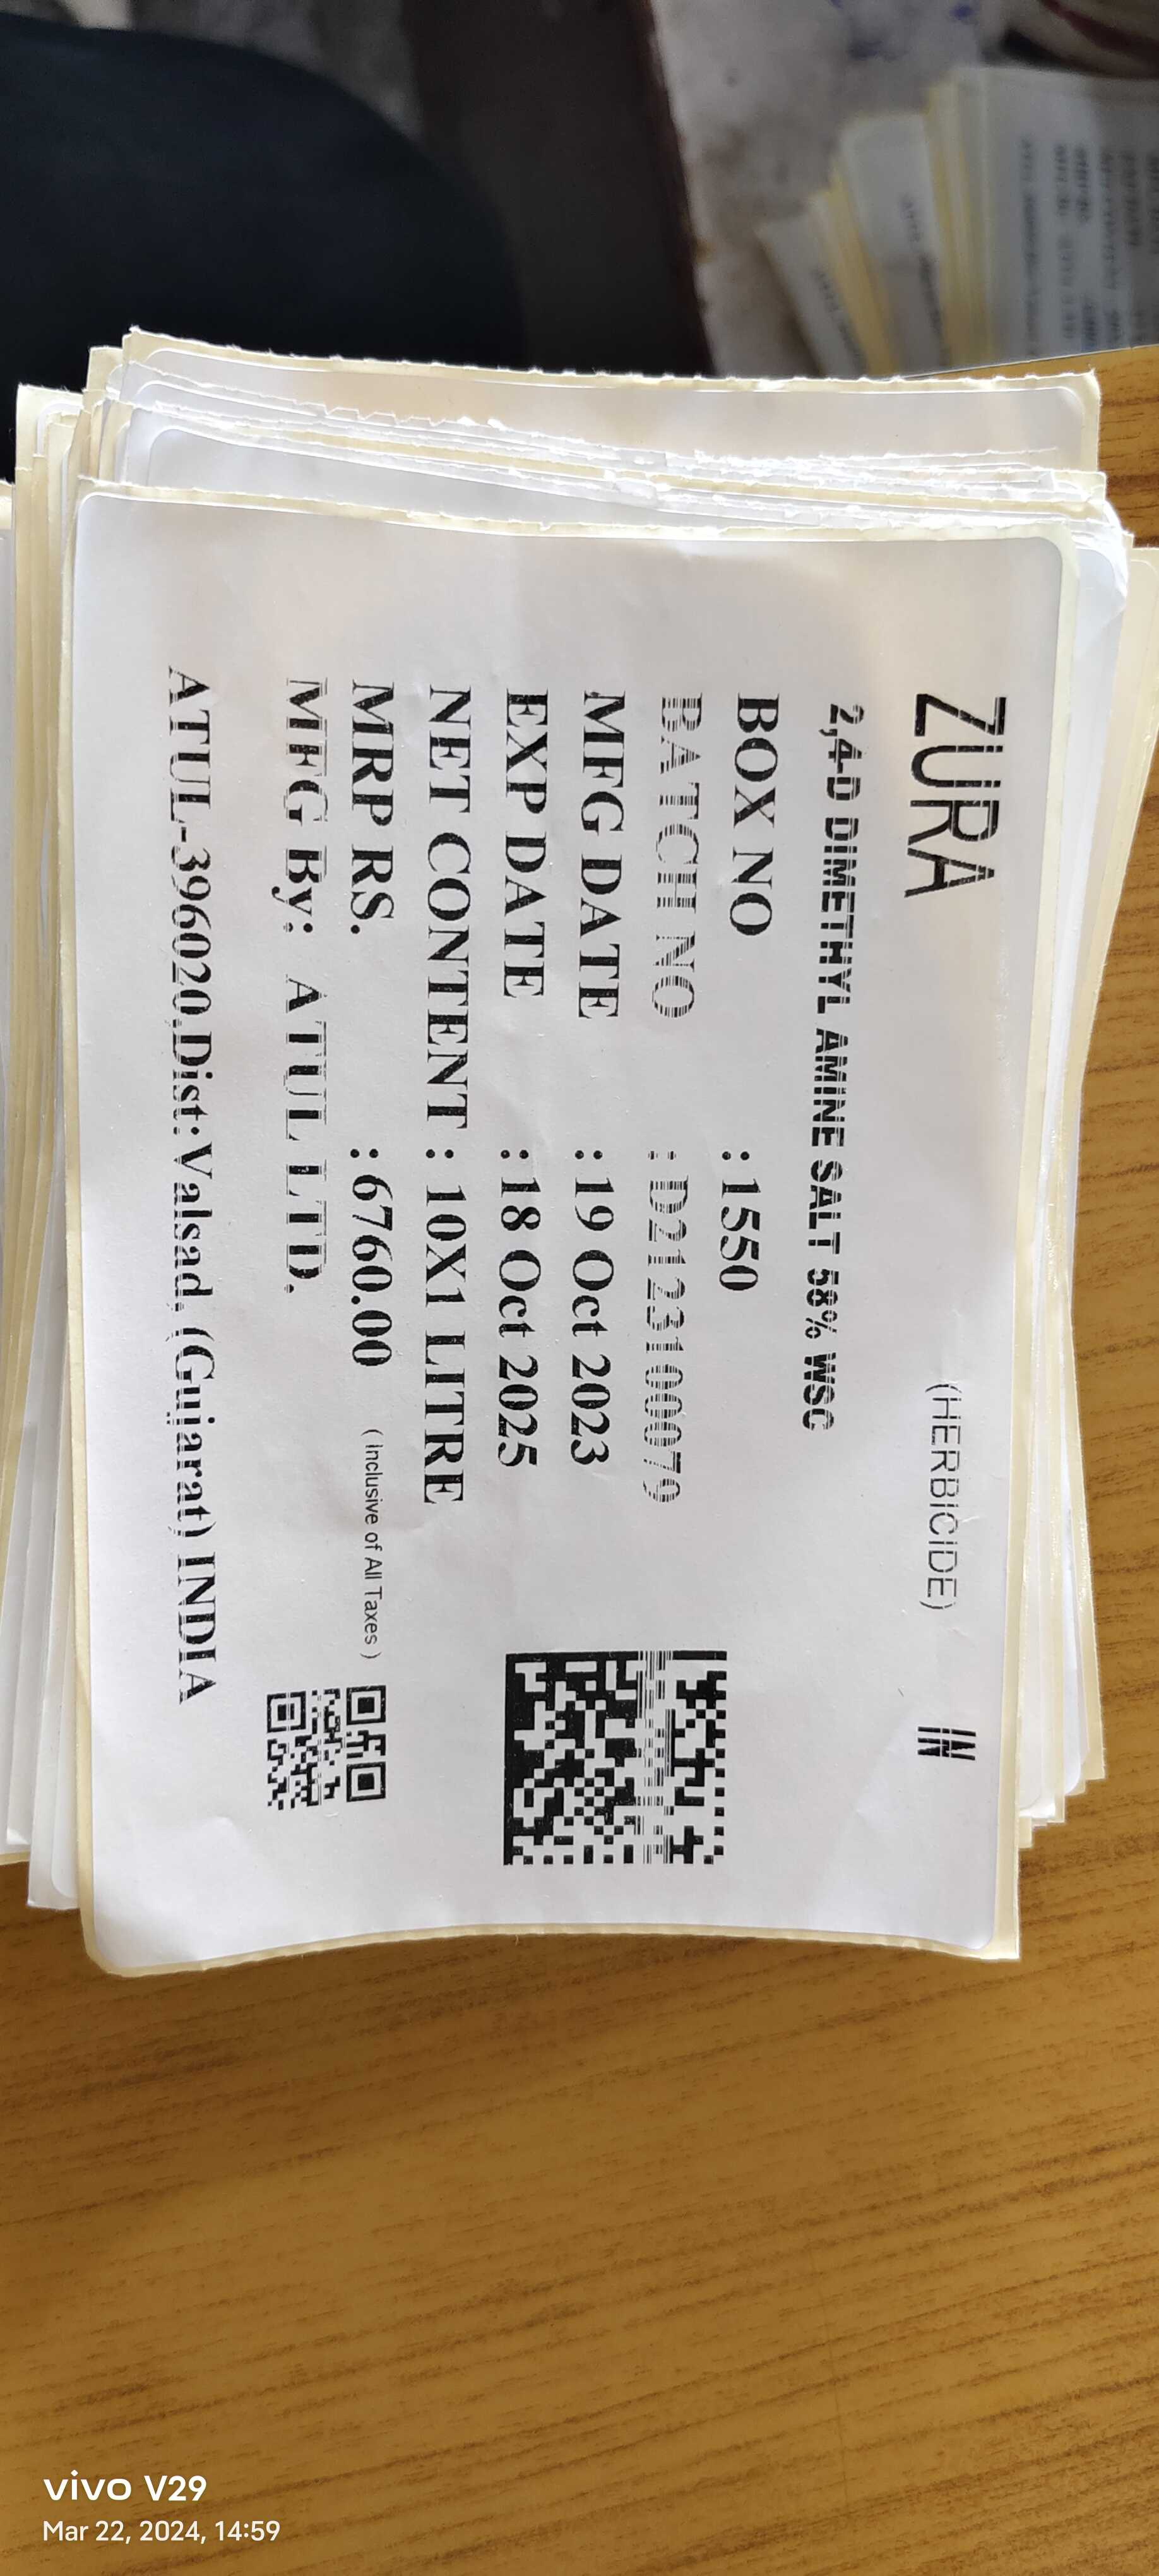 ZURA (HERBICIDE) IN
2,4-D DIMETHYL AMINE SALT 58% WSC
BOX NO :1550
BATCH NO :D2123100079
MFG DATE :19 Oct 2023
EXP DATE :18 Oct 2025
NET CONTENT : 10X1 LITRE
MRP RS. :6760.00 ( Inclusive of All Taxes )
MFG By: ATUL LTD.
ATUL-396020,Dist:Valsad, (Gujarat) INDIA
vivo V29
Mar 22, 2024, 14:59